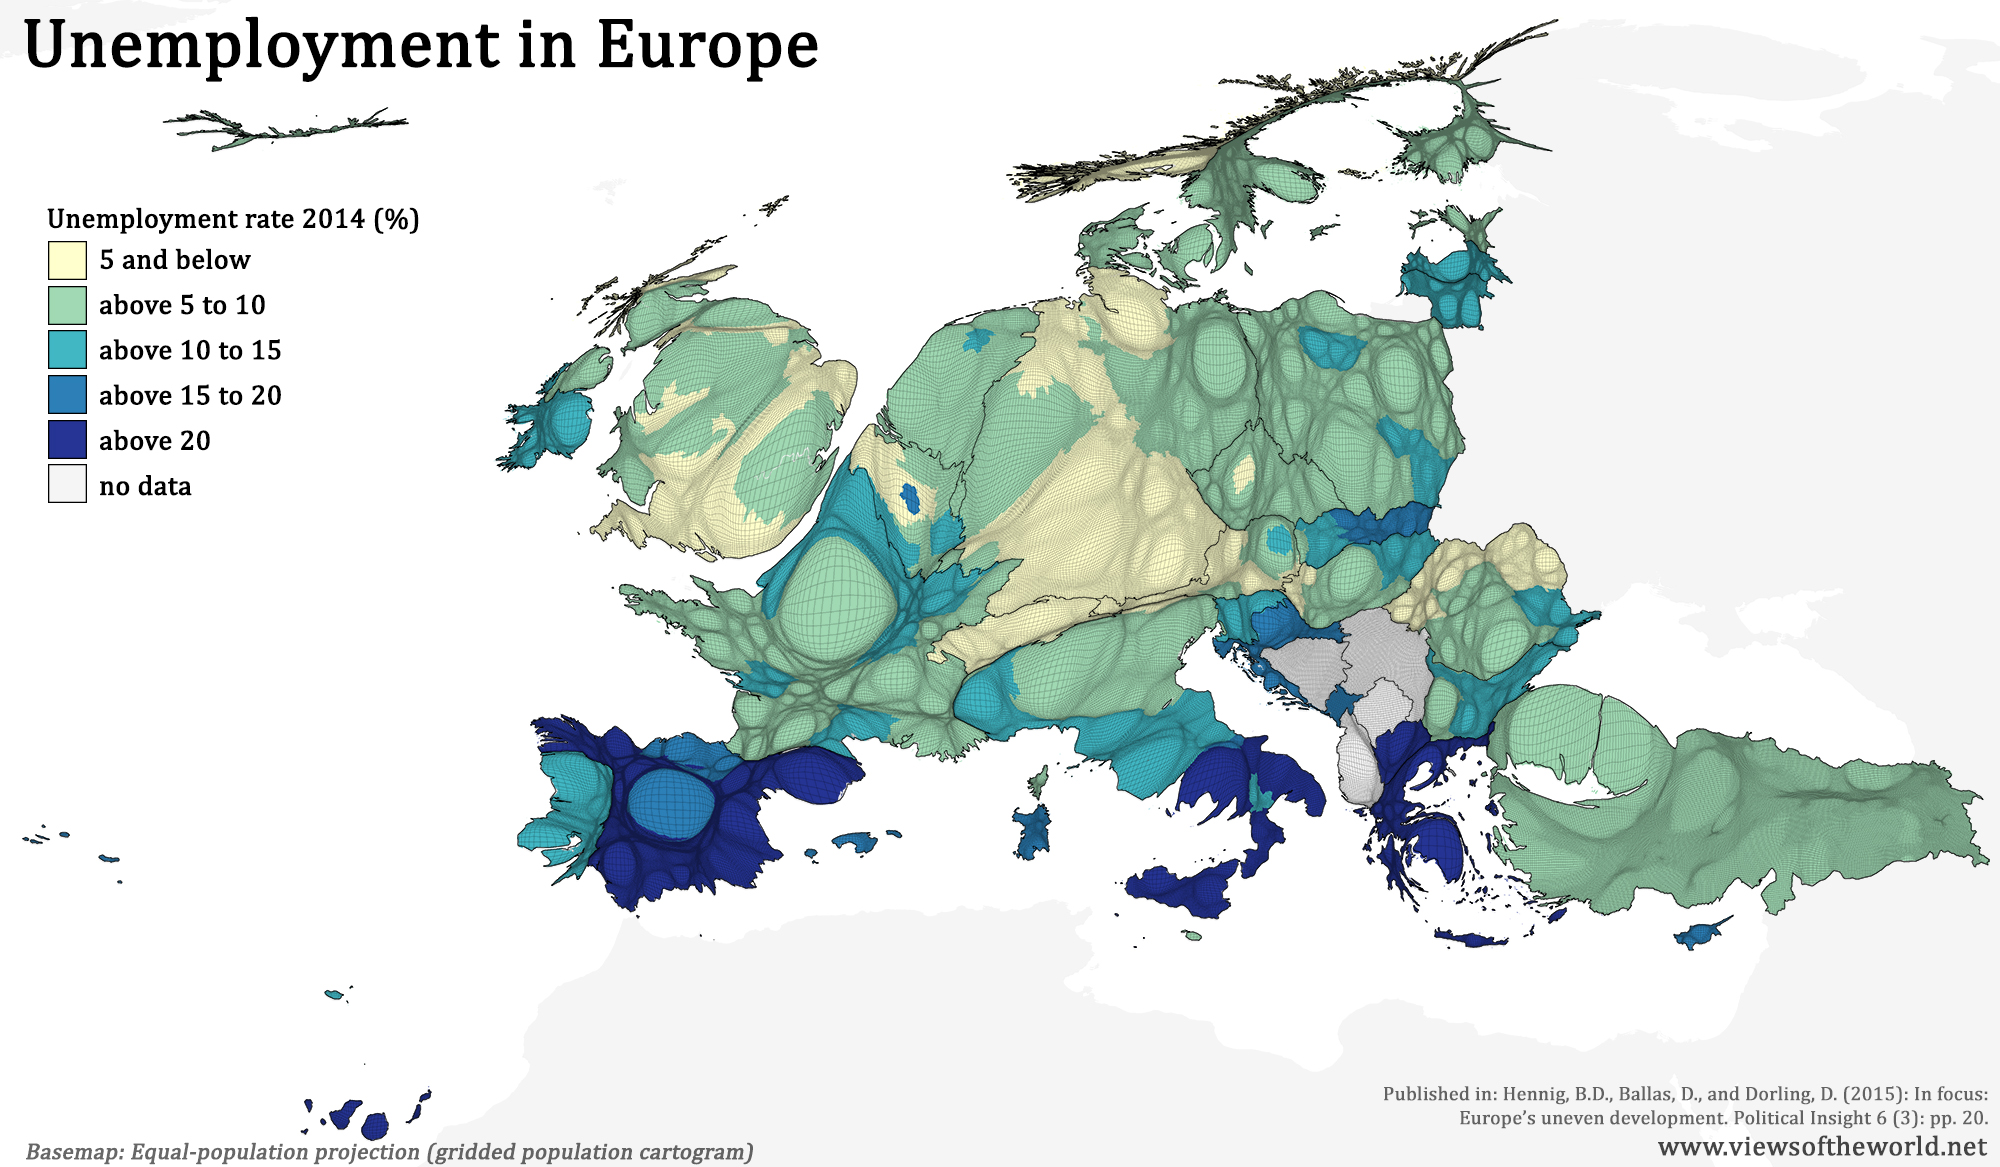 Unemployment in Europe
Unemployment rate 2014 (%)
5 and below
above 5 to 10
above 10 to 15
above 15 to 20
above 20
no data
Published in: Hennig, B.D., Ballas, D., and Dorling, D. (2015): In focus:
Europe’s uneven development. Political Insight 6 (3): pp. 20.
www.viewsoftheworld.net
Basemap: Equal-population projection (gridded population cartogram)